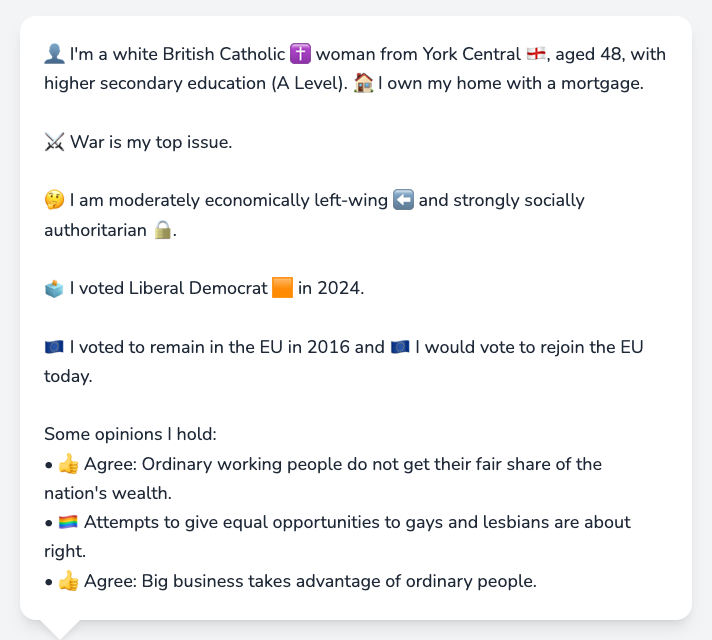 👤 I'm a white British Catholic ✝️ woman from York Central 🏴󠁧󠁢󠁥󠁮󠁧󠁿, aged 48, with
higher secondary education (A Level). 🏠 I own my home with a mortgage.
⚔️ War is my top issue.
🤔 I am moderately economically left-wing ⬅️ and strongly socially
authoritarian 🔒.
🗳️ I voted Liberal Democrat 🟧 in 2024.
🇪🇺 I voted to remain in the EU in 2016 and 🇪🇺 I would vote to rejoin the EU
today.
Some opinions I hold:
• 👍 Agree: Ordinary working people do not get their fair share of the
nation's wealth.
• 🏳️‍🌈 Attempts to give equal opportunities to gays and lesbians are about
right.
• 👍 Agree: Big business takes advantage of ordinary people.